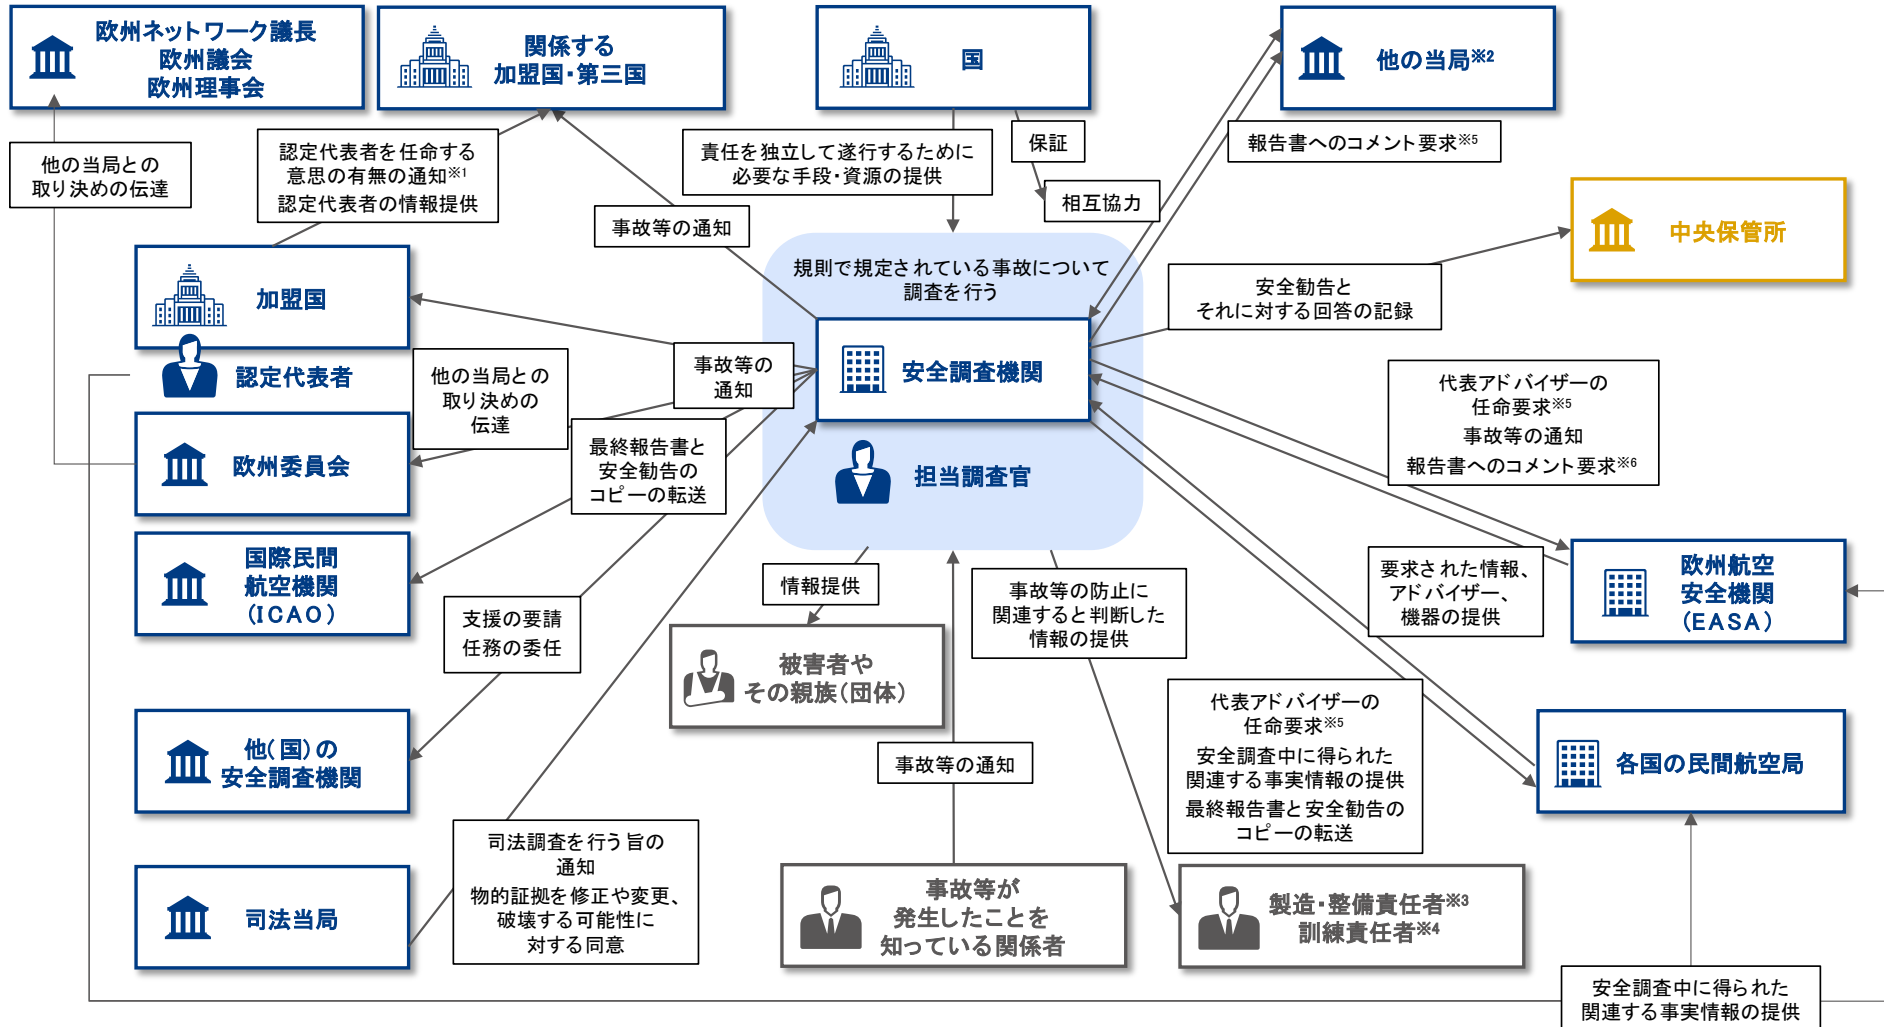 欧州ネットワーク議長
欧州議会
欧州理事会
関係する
加盟国・第三国
国
他の当局※2
他の当局との
取り決めの伝達
認定代表者を任命する
意思の有無の通知※1
認定代表者の情報提供
責任を独立して遂行するために
必要な手段・資源の提供
保証
報告書へのコメント要求※5
相互協力
事故等の通知
中央保管所
規則で規定されている事故について
調査を行う
加盟国
安全勧告と
それに対する回答の記録
認定代表者
他の当局との
取り決めの
伝達
事故等の
通知
安全調査機関
代表アドバイザーの
任命要求※5
事故等の通知
報告書へのコメント要求※6
欧州委員会
最終報告書と
安全勧告の
コピーの転送
担当調査官
国際民間
航空機関
(ICAO)
支援の要請
任務の委任
情報提供
事故等の防止に
関連すると判断した
情報の提供
要求された情報、
アドバイザー、
機器の提供
欧州航空
安全機関
(EASA)
被害者や
その親族(団体)
他(国)の
安全調査機関
事故等の通知
代表アドバイザーの
任命要求※5
安全調査中に得られた
関連する事実情報の提供
最終報告書と安全勧告の
コピーの転送
各国の民間航空局
司法当局
司法調査を行う旨の
通知
物的証拠を修正や変更、
破壊する可能性に
対する同意
事故等が
発生したことを
知っている関係者
製造・整備責任者※3
訓練責任者※4
安全調査中に得られた
関連する事実情報の提供